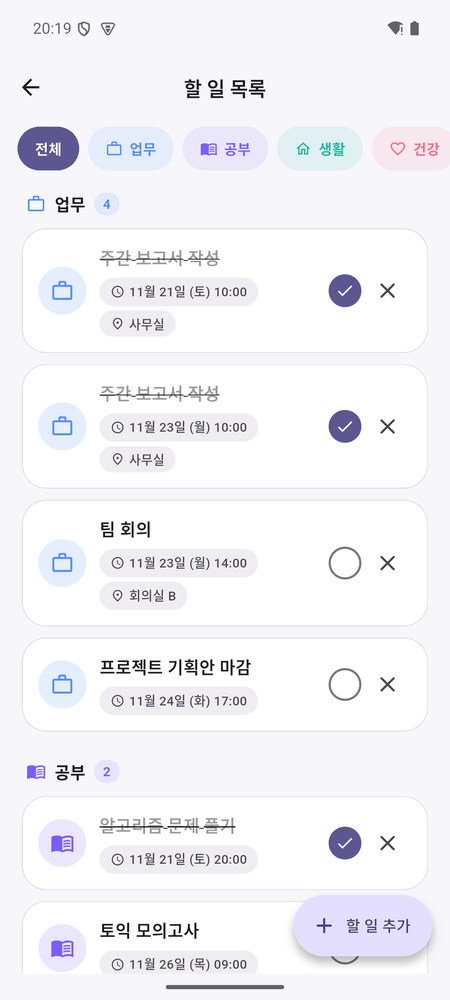 20:19
할 일 목록
전체
업무
공부
생활
건강
업무 4
주간 보고서 작성
11월 21일 (토) 10:00
사무실
주간 보고서 작성
11월 23일 (월) 10:00
사무실
팀 회의
11월 23일 (월) 14:00
회의실 B
프로젝트 기획안 마감
11월 24일 (화) 17:00
공부 2
알고리즘 문제 풀기
11월 21일 (토) 20:00
토익 모의고사
11월 26일 (목) 09:00
할 일 추가